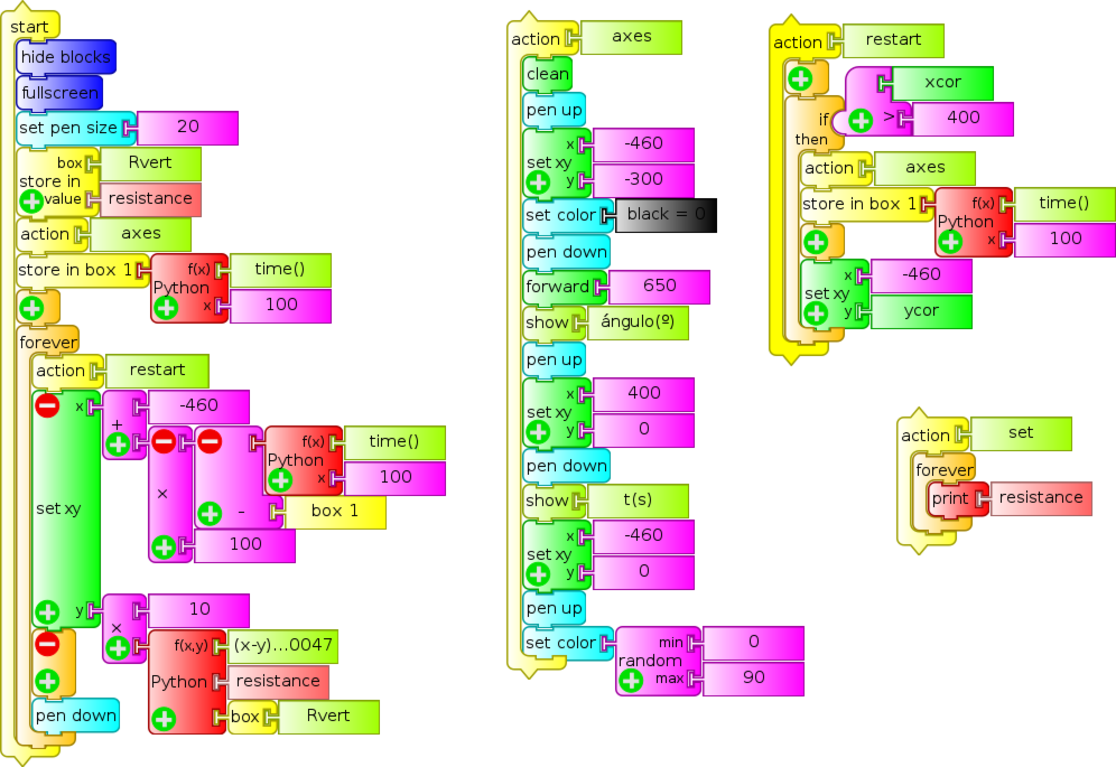 start
hide blocks
fullscreen
set pen size 20
box Rvert
store in
value resistance
action axes
store in box 1 f(x) time()
Python
x 100
forever
action restart
set xy x -460
+
× f(x) time()
Python
x 100
- box 1
100
y 10
×
f(x,y) (x-y)...0047
Python resistance
box Rvert
pen down
action axes
clean
pen up
x -460
set xy
y -300
set color black = 0
pen down
forward 650
show ángulo(º)
pen up
x 400
set xy
y 0
pen down
show t(s)
x -460
set xy
y 0
pen up
set color min 0
random
max 90
action restart
xcor
if > 400
then
action axes
store in box 1 f(x) time()
Python
x 100
x -460
set xy
y ycor
action set
forever
print resistance